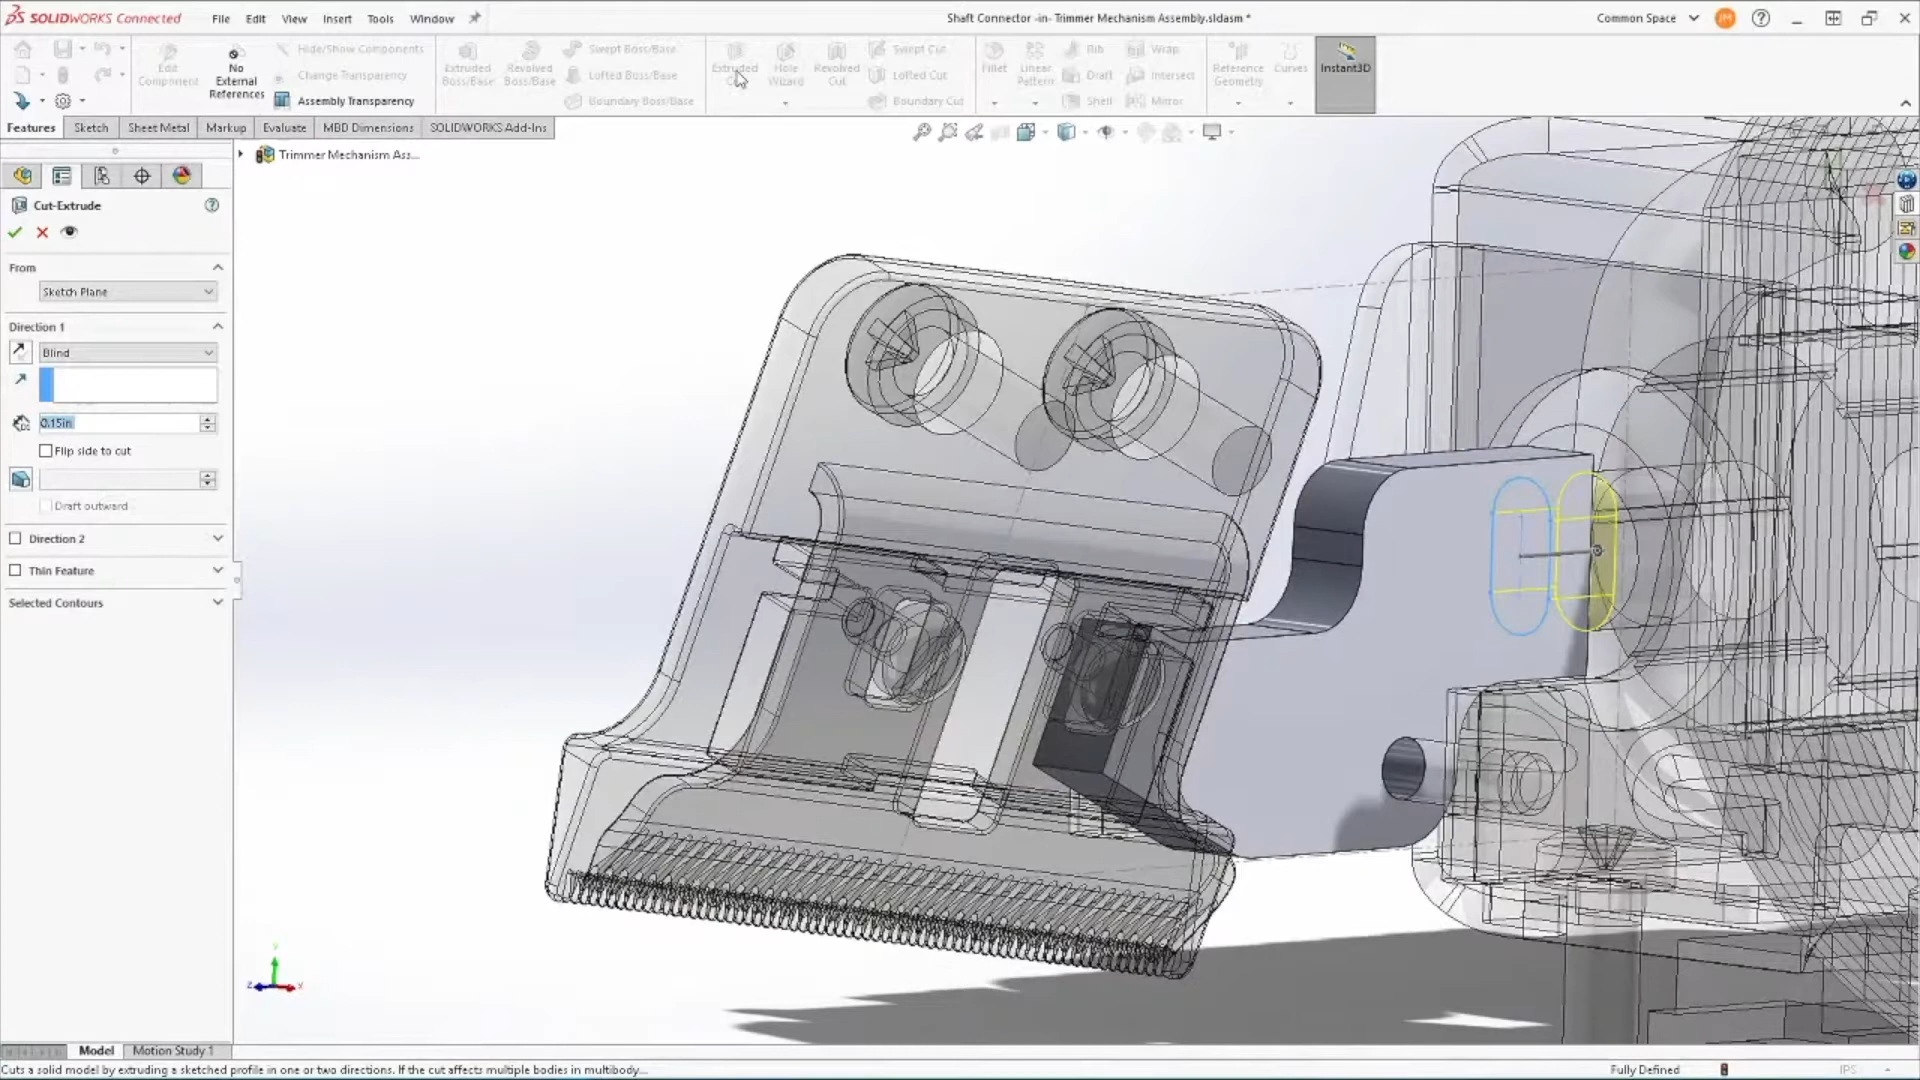 SOLIDWORKS Connected
File Edit View Insert Tools Window
Shaft Connector -in- Trimmer Mechanism Assembly.sldasm *
Common Space
JM
Edit Component
No External References
Hide/Show Components
Change Transparency
Assembly Transparency
Extruded Boss/Base
Revolved Boss/Base
Swept Boss/Base
Lofted Boss/Base
Boundary Boss/Base
Extruded Cut
Hole Wizard
Revolved Cut
Swept Cut
Lofted Cut
Boundary Cut
Fillet
Linear Pattern
Rib
Draft
Shell
Wrap
Intersect
Mirror
Reference Geometry
Curves
Instant3D
Features Sketch Sheet Metal Markup Evaluate MBD Dimensions SOLIDWORKS Add-Ins
Trimmer Mechanism Ass...
Cut-Extrude
From
Sketch Plane
Direction 1
Blind
0.15in
Flip side to cut
Draft outward
Direction 2
Thin Feature
Selected Contours
Y
Z
X
Model Motion Study 1
Cuts a solid model by extruding a sketched profile in one or two directions. If the cut affects multiple bodies in multibody...
Fully Defined
IPS